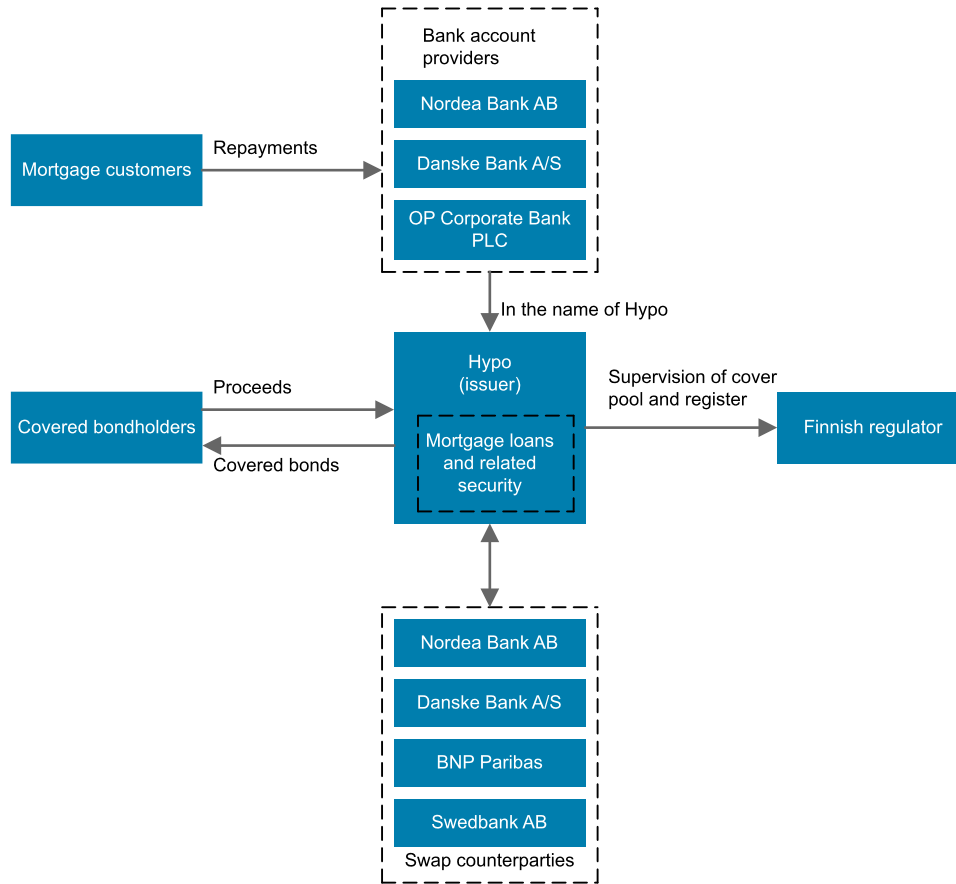 Bank account
providers
Nordea Bank AB
Danske Bank A/S
OP Corporate Bank
PLC
Mortgage customers
Repayments
In the name of Hypo
Hypo
(issuer)
Mortgage loans
and related
security
Proceeds
Covered bondholders
Covered bonds
Supervision of cover
pool and register
Finnish regulator
Nordea Bank AB
Danske Bank A/S
BNP Paribas
Swedbank AB
Swap counterparties